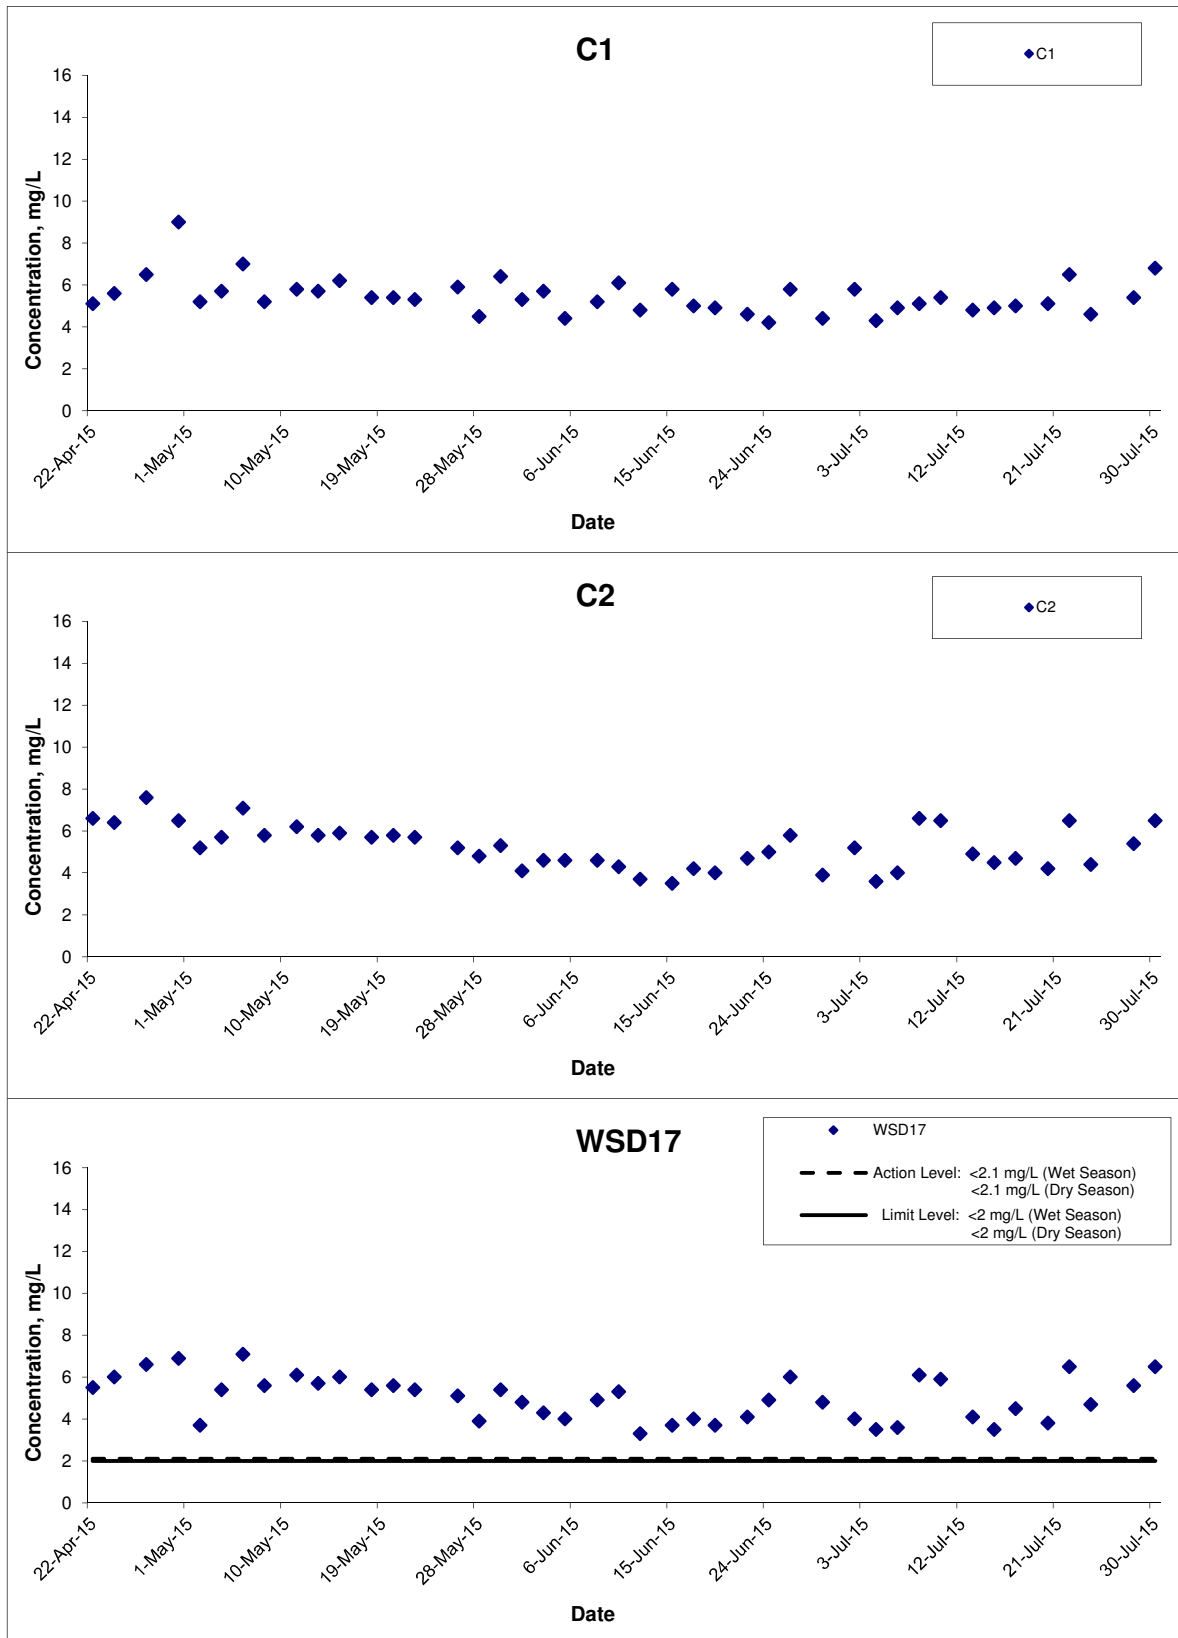 C1
C1
16
14
12
10
8
6
4
2
0
Concentration, mg/L
22-Apr-15
1-May-15
10-May-15
19-May-15
28-May-15
6-Jun-15
15-Jun-15
24-Jun-15
3-Jul-15
12-Jul-15
21-Jul-15
30-Jul-15
Date
C2
C2
16
14
12
10
8
6
4
2
0
Concentration, mg/L
22-Apr-15
1-May-15
10-May-15
19-May-15
28-May-15
6-Jun-15
15-Jun-15
24-Jun-15
3-Jul-15
12-Jul-15
21-Jul-15
30-Jul-15
Date
WSD17
WSD17
Action Level: <2.1 mg/L (Wet Season)
<2.1 mg/L (Dry Season)
Limit Level: <2 mg/L (Wet Season)
<2 mg/L (Dry Season)
16
14
12
10
8
6
4
2
0
Concentration, mg/L
22-Apr-15
1-May-15
10-May-15
19-May-15
28-May-15
6-Jun-15
15-Jun-15
24-Jun-15
3-Jul-15
12-Jul-15
21-Jul-15
30-Jul-15
Date